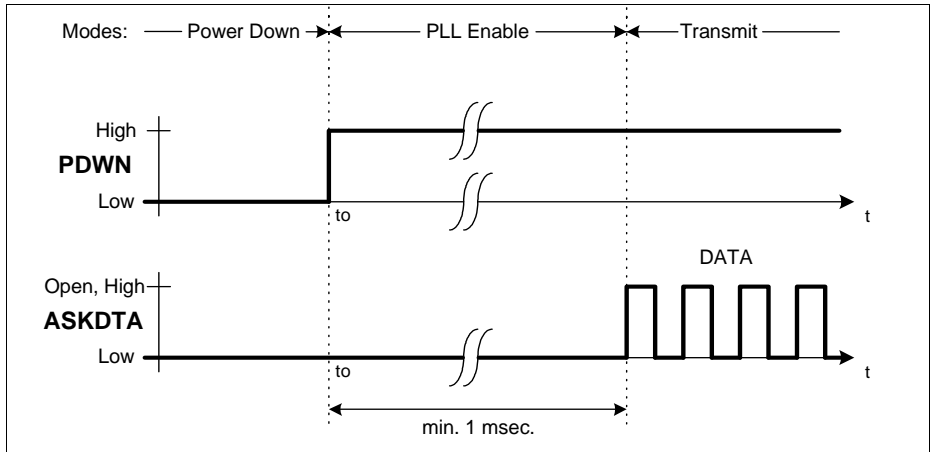 Modes: Power Down PLL Enable Transmit
High
PDWN
Low
to
t
DATA
Open, High
ASKDTA
Low
to
t
min. 1 msec.